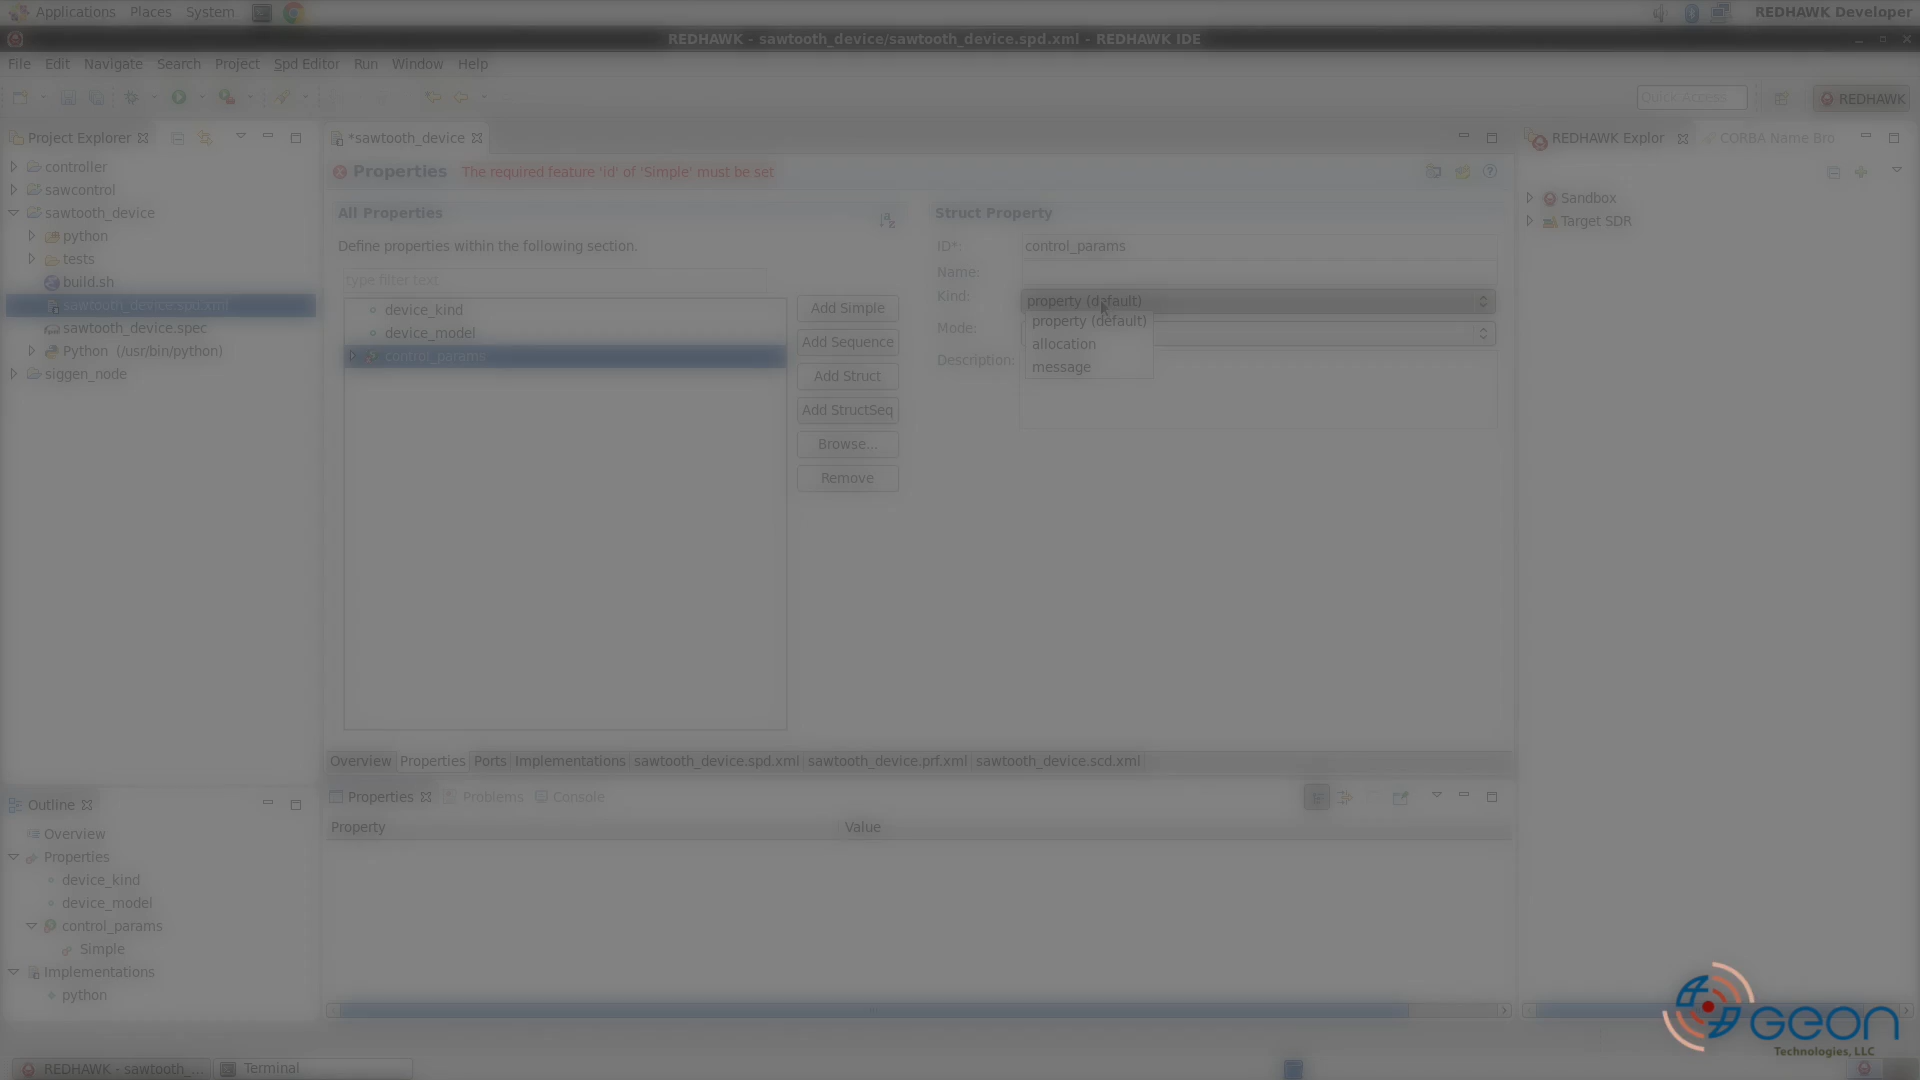 Applications Places System
REDHAWK Developer
REDHAWK - sawtooth_device/sawtooth_device.spd.xml - REDHAWK IDE
File Edit Navigate Search Project Spd Editor Run Window Help
Quick Access
REDHAWK
Project Explorer
controller
sawcontrol
sawtooth_device
python
tests
build.sh
sawtooth_device.spd.xml
sawtooth_device.spec
Python (/usr/bin/python)
siggen_node
*sawtooth_device
Properties The required feature 'id' of 'Simple' must be set
All Properties
Define properties within the following section.
type filter text
device_kind
device_model
control_params
Add Simple
Add Sequence
Add Struct
Add StructSeq
Browse...
Remove
Struct Property
ID*: control_params
Name:
Kind: property (default)
property (default)
allocation
message
Mode:
Description:
Overview Properties Ports Implementations sawtooth_device.spd.xml sawtooth_device.prf.xml sawtooth_device.scd.xml
REDHAWK Explor
CORBA Name Bro
Sandbox
Target SDR
Outline
Overview
Properties
device_kind
device_model
control_params
Simple
Implementations
python
Properties Problems Console
Property Value
GEON
Technologies, LLC
REDHAWK - sawtooth_...
Terminal